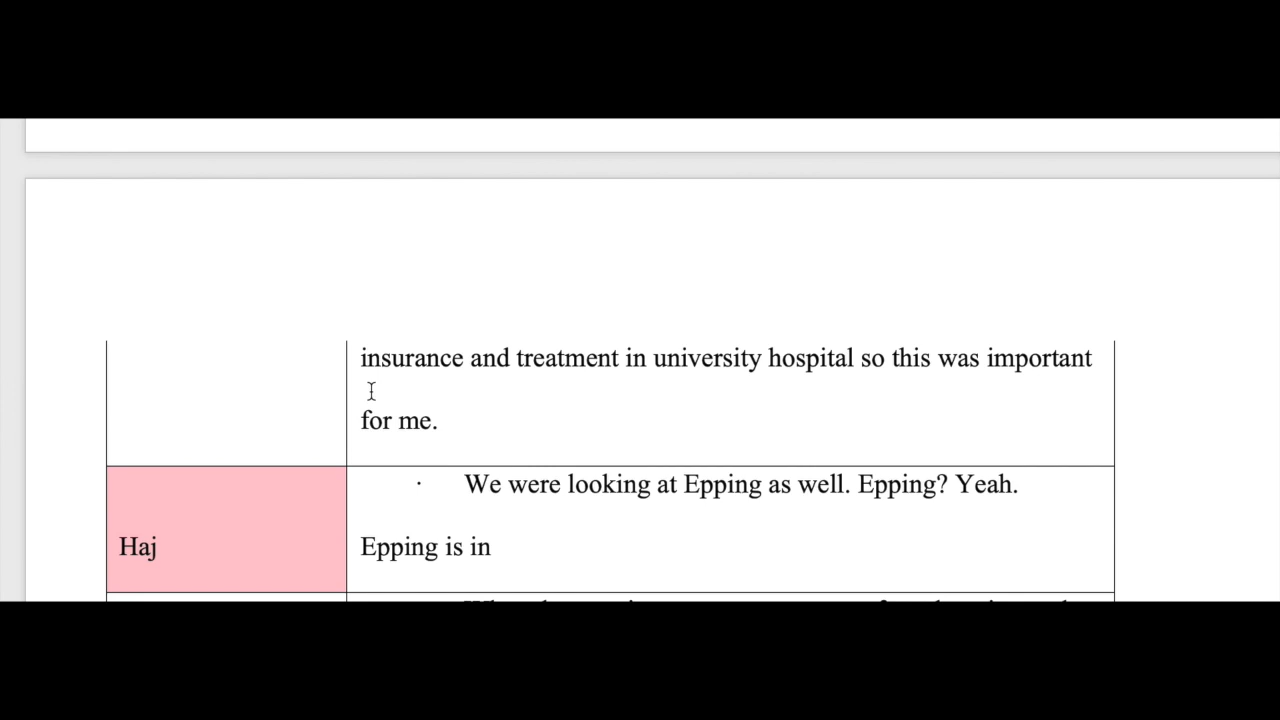 insurance and treatment in university hospital so this was important
for me.
· We were looking at Epping as well. Epping? Yeah.
Haj
Epping is in